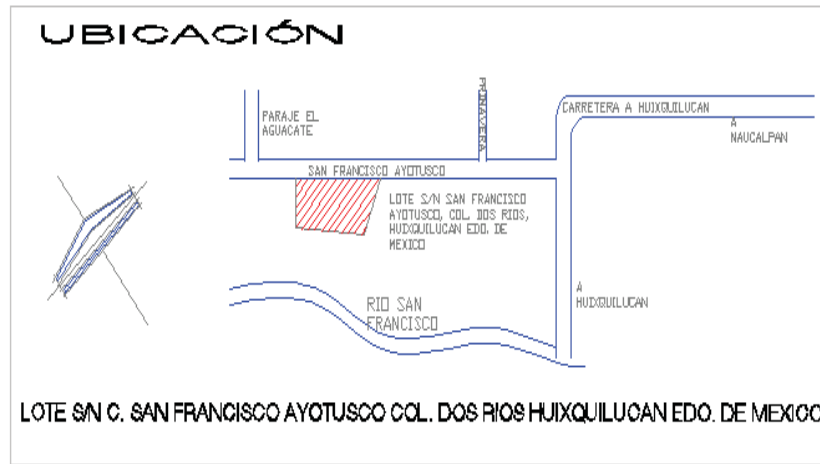 UBICACIÓN
PARAJE EL
AGUACATE
PRIMAVERA
CARRETERA A HUIXQUILUCAN
A
NAUCALPAN
SAN FRANCISCO AYOTUSCO
LOTE S/N SAN FRANCISCO
AYOTUSCO, COL. DOS RIOS,
HUIXQUILUCAN EDO. DE
MEXICO
A
HUIXQUILUCAN
RIO SAN
FRANCISCO
LOTE S/N C. SAN FRANCISCO AYOTUSCO COL. DOS RIOS HUIXQUILUCAN EDO. DE MEXICO